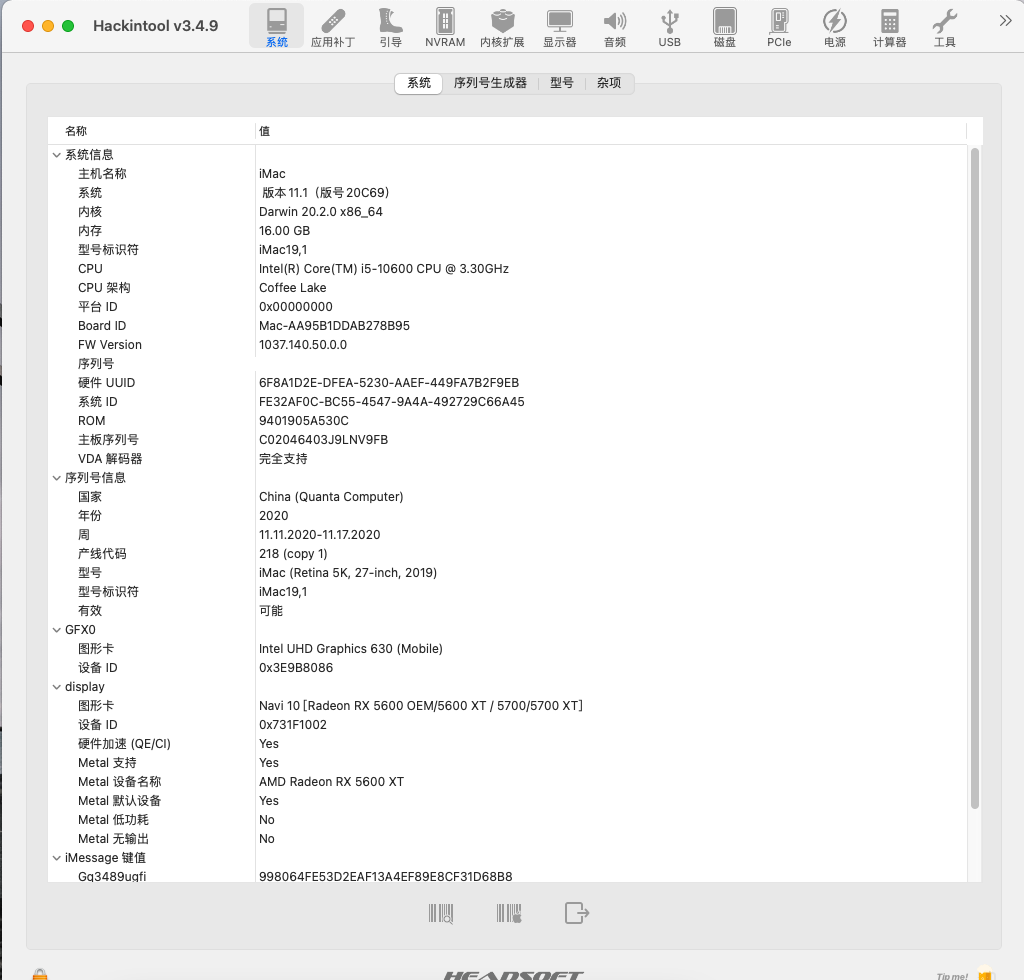 Hackintool v3.4.9
系统 应用补丁 引导 NVRAM 内核扩展 显示器 音频 USB 磁盘 PCIe 电源 计算器 工具
系统 序列号生成器 型号 杂项
名称 值
系统信息
主机名称 iMac
系统 版本 11.1（版号 20C69）
内核 Darwin 20.2.0 x86_64
内存 16.00 GB
型号标识符 iMac19,1
CPU Intel(R) Core(TM) i5-10600 CPU @ 3.30GHz
CPU 架构 Coffee Lake
平台 ID 0x00000000
Board ID Mac-AA95B1DDAB278B95
FW Version 1037.140.50.0.0
序列号
硬件 UUID 6F8A1D2E-DFEA-5230-AAEF-449FA7B2F9EB
系统 ID FE32AF0C-BC55-4547-9A4A-492729C66A45
ROM 9401905A530C
主板序列号 C02046403J9LNV9FB
VDA 解码器 完全支持
序列号信息
国家 China (Quanta Computer)
年份 2020
周 11.11.2020-11.17.2020
产线代码 218 (copy 1)
型号 iMac (Retina 5K, 27-inch, 2019)
型号标识符 iMac19,1
有效 可能
GFX0
图形卡 Intel UHD Graphics 630 (Mobile)
设备 ID 0x3E9B8086
display
图形卡 Navi 10 [Radeon RX 5600 OEM/5600 XT / 5700/5700 XT]
设备 ID 0x731F1002
硬件加速 (QE/CI) Yes
Metal 支持 Yes
Metal 设备名称 AMD Radeon RX 5600 XT
Metal 默认设备 Yes
Metal 低功耗 No
Metal 无输出 No
iMessage 键值
Gq3489ugfi 998064FE53D2EAF13A4EF89E8CF31D68B8
HEADSOFT
Tip me!